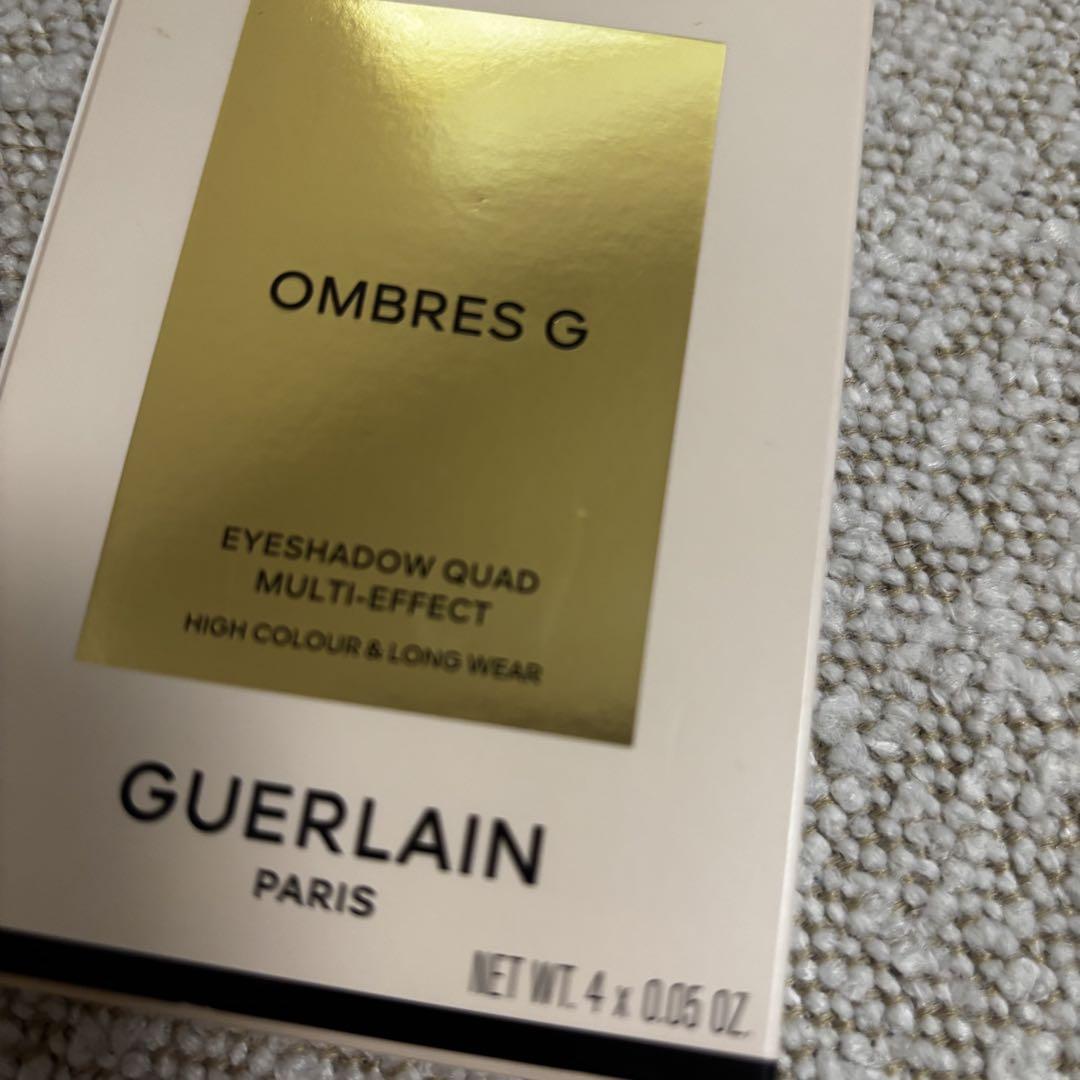 OMBRES G
EYESHADOW QUAD
MULTI-EFFECT
HIGH COLOUR & LONG WEAR
GUERLAIN
PARIS
NET WT. 4 x 0.05 OZ.